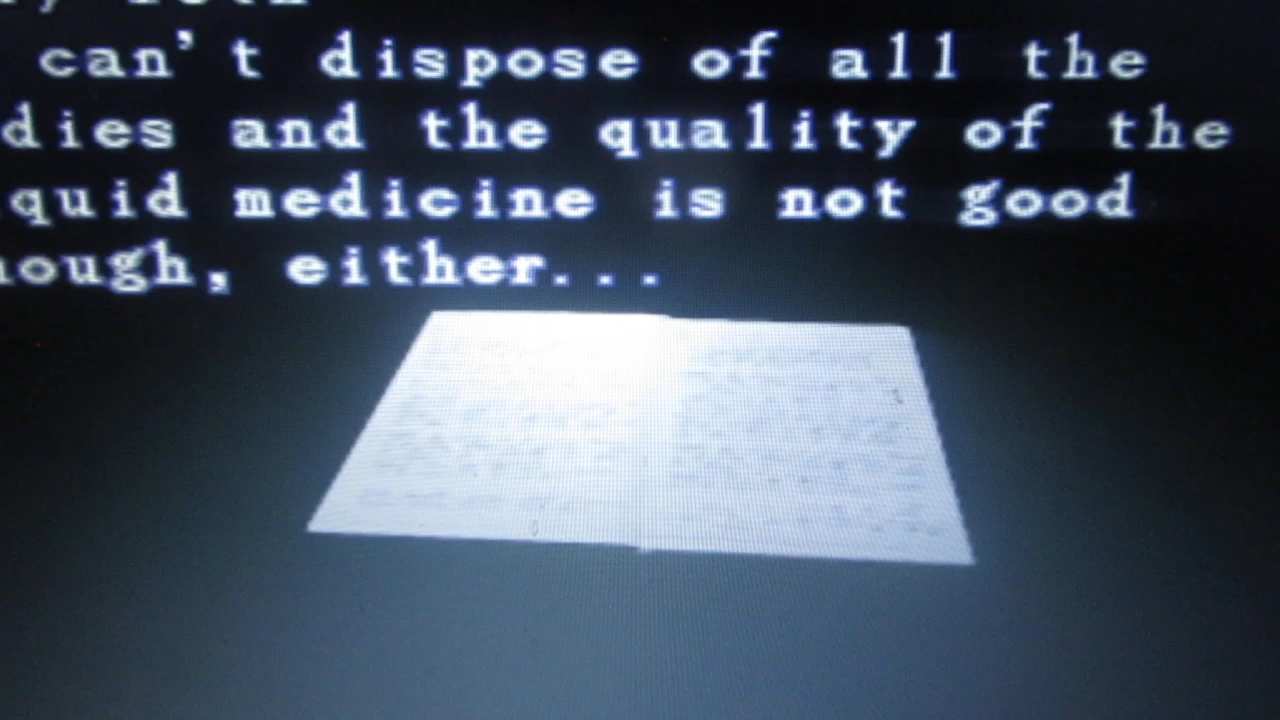 can't dispose of all the
dies and the quality of the
quid medicine is not good
ough, either...